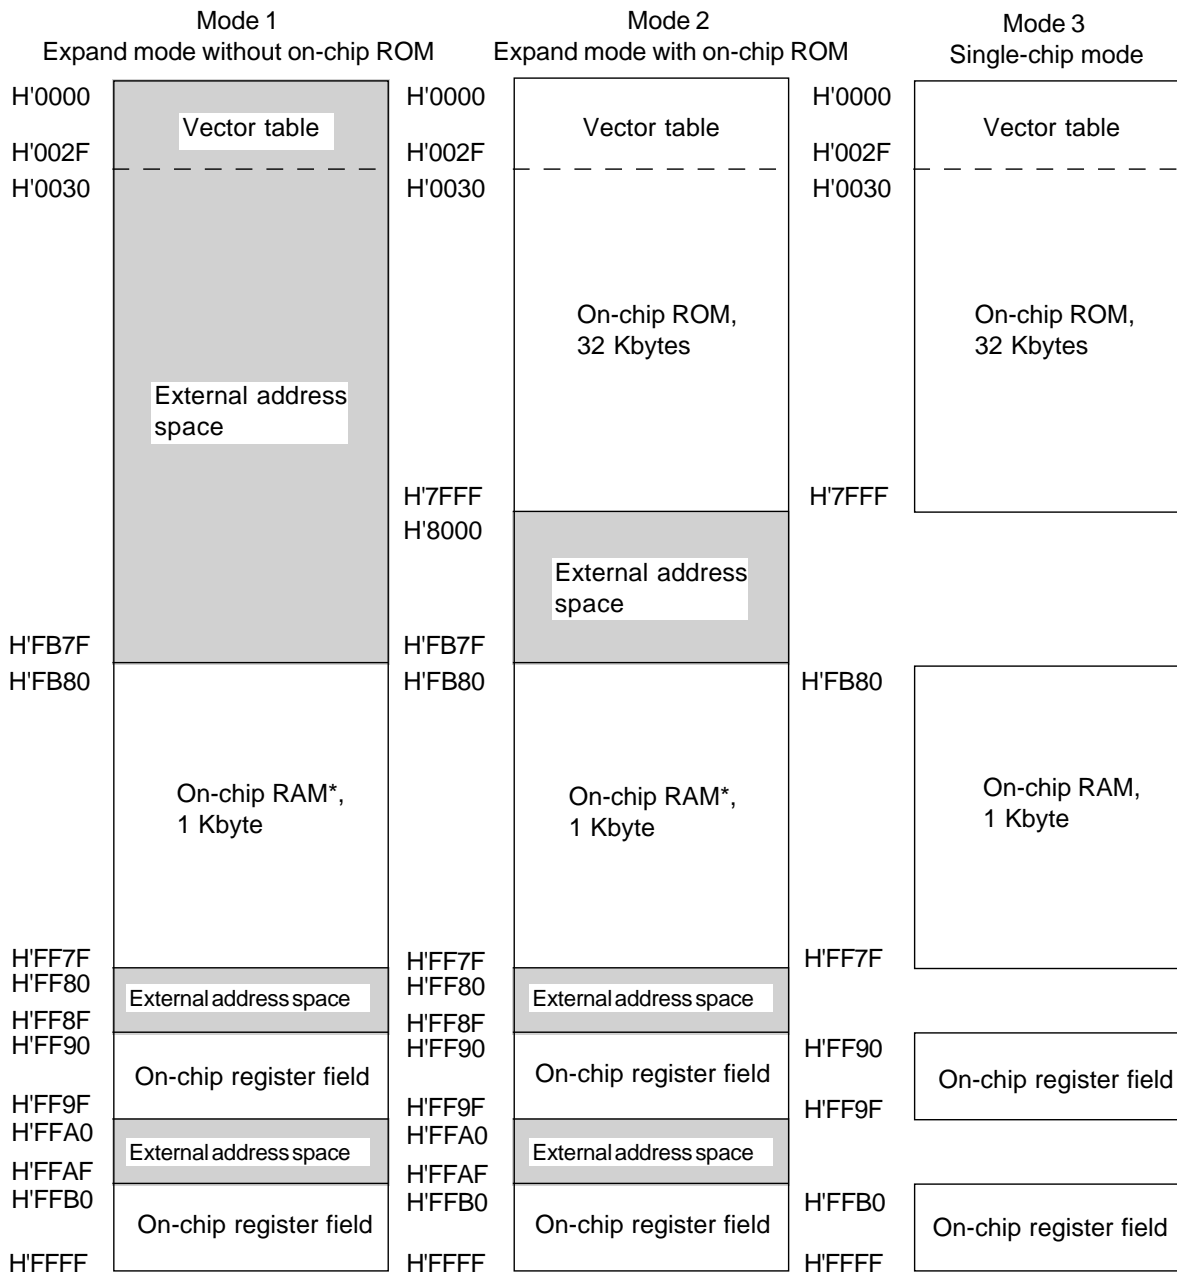 Mode 1
Expand mode without on-chip ROM
H'0000
Vector table
H'002F
H'0030
External address
space
H'FB7F
H'FB80
On-chip RAM*,
1 Kbyte
H'FF7F
H'FF80
External address space
H'FF8F
H'FF90
On-chip register field
H'FF9F
H'FFA0
External address space
H'FFAF
H'FFB0
On-chip register field
H'FFFF
Mode 2
Expand mode with on-chip ROM
H'0000
Vector table
H'002F
H'0030
On-chip ROM,
32 Kbytes
H'7FFF
H'8000
External address
space
H'FB7F
H'FB80
On-chip RAM*,
1 Kbyte
H'FF7F
H'FF80
External address space
H'FF8F
H'FF90
On-chip register field
H'FF9F
H'FFA0
External address space
H'FFAF
H'FFB0
On-chip register field
H'FFFF
Mode 3
Single-chip mode
H'0000
Vector table
H'002F
H'0030
On-chip ROM,
32 Kbytes
H'7FFF
H'FB80
On-chip RAM,
1 Kbyte
H'FF7F
H'FF90
On-chip register field
H'FF9F
H'FFB0
On-chip register field
H'FFFF